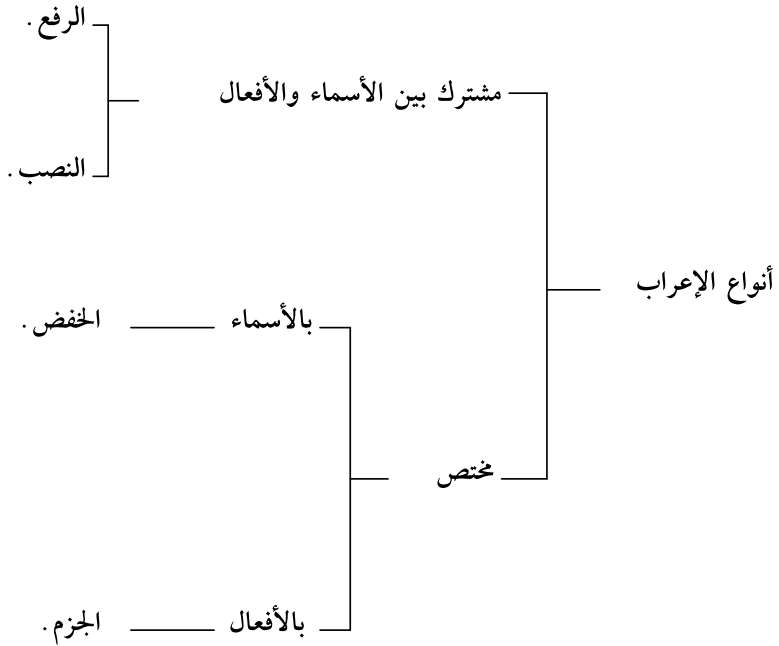 أنواع الإعراب
مشترك بين الأسماء والأفعال
الرفع .
النصب .
مختص
بالأسماء
الخفض .
بالأفعال
الجزم .